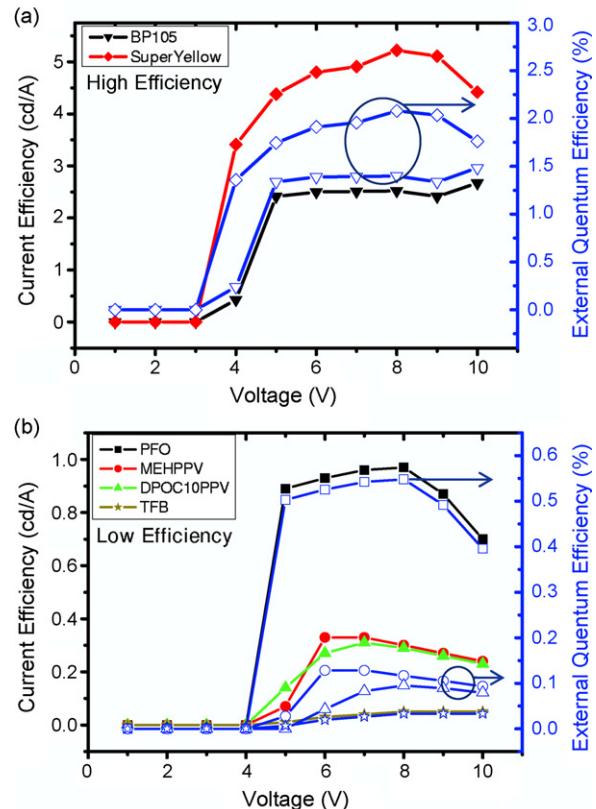 (a)
BP105
SuperYellow
High Efficiency
Current Efficiency (cd/A)
5
4
3
2
1
0
External Quantum Efficiency (%)
3.0
2.5
2.0
1.5
1.0
0.5
0.0
0 2 4 6 8 10
Voltage (V)
(b)
PFO
MEHPPV
DPOC10PPV
TFB
Low Efficiency
Current Efficiency (cd/A)
1.0
0.8
0.6
0.4
0.2
0.0
External Quantum Efficiency (%)
0.6
0.5
0.4
0.3
0.2
0.1
0.00
0 2 4 6 8 10
Voltage (V)